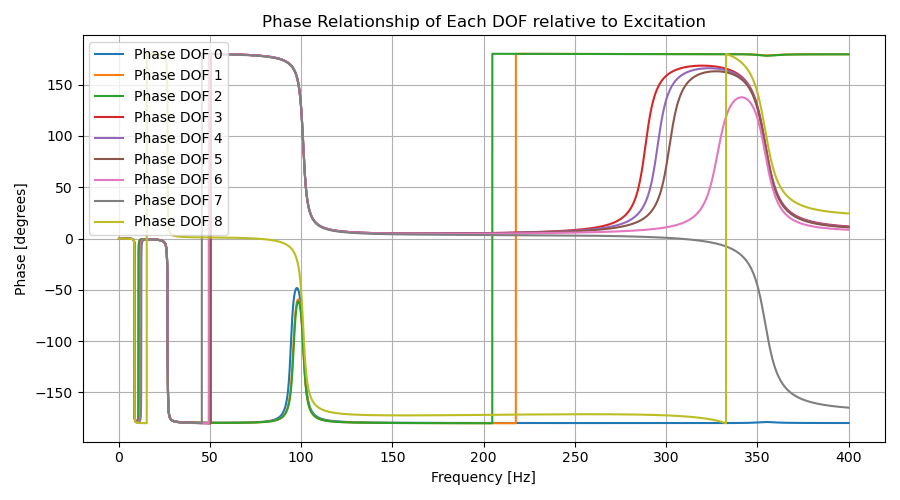 Phase Relationship of Each DOF relative to Excitation
Phase DOF 0
Phase DOF 1
Phase DOF 2
Phase DOF 3
Phase DOF 4
Phase DOF 5
Phase DOF 6
Phase DOF 7
Phase DOF 8
150
100
50
0
−50
−100
−150
Phase [degrees]
0 50 100 150 200 250 300 350 400
Frequency [Hz]